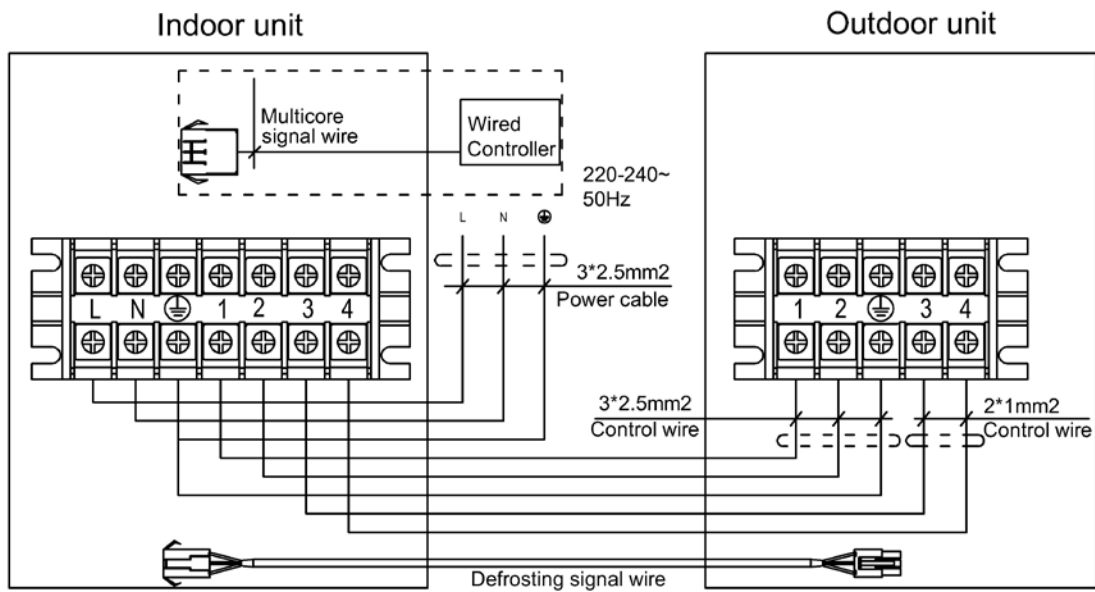 Indoor unit
Outdoor unit
Multicore
signal wire
Wired
Controller
220-240~
50Hz
L N
3*2.5mm2
Power cable
L N 1 2 3 4
1 2 3 4
3*2.5mm2
Control wire
2*1mm2
Control wire
Defrosting signal wire